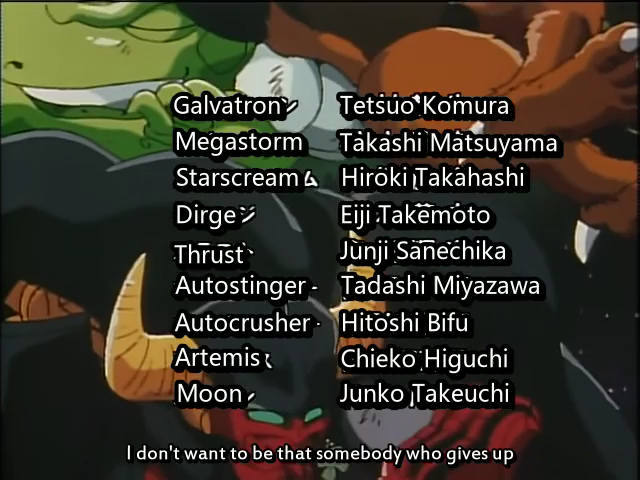 Galvatron Tetsuo Komura
Megastorm Takashi Matsuyama
Starscream Hiroki Takahashi
Dirge Eiji Takemoto
Thrust Junji Sanechika
Autostinger Tadashi Miyazawa
Autocrusher Hitoshi Bifu
Artemis Chieko Higuchi
Moon Junko Takeuchi
I don't want to be that somebody who gives up